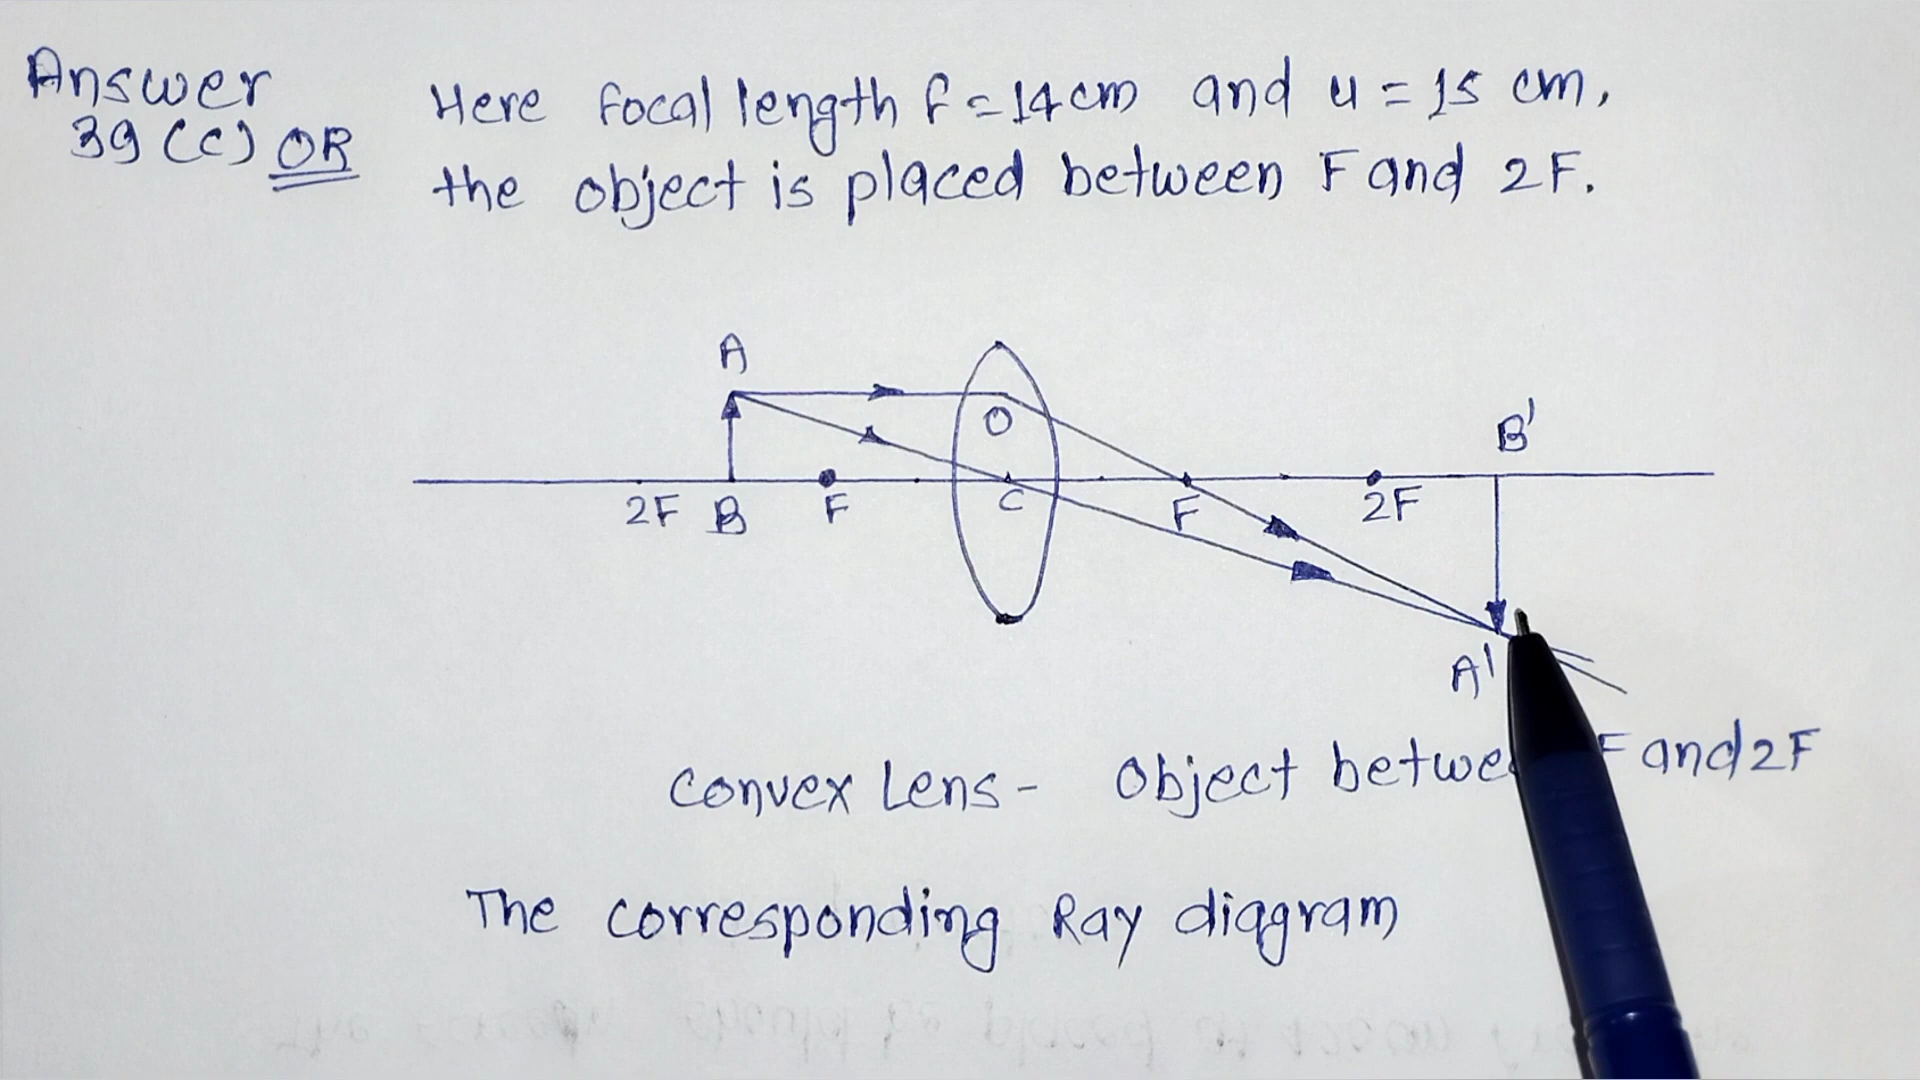 Answer
39 (C) OR
Here focal length f = 14 cm and u = 15 cm,
the object is placed between F and 2F.
A
O
B'
2F B F C F 2F
A'
Convex Lens - Object betwee F and 2F
The corresponding Ray diagram